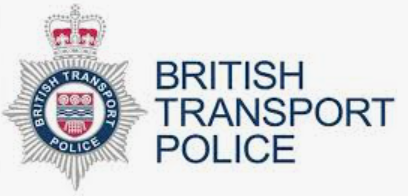 BRITISH TRANSPORT
POLICE
BRITISH
TRANSPORT
POLICE